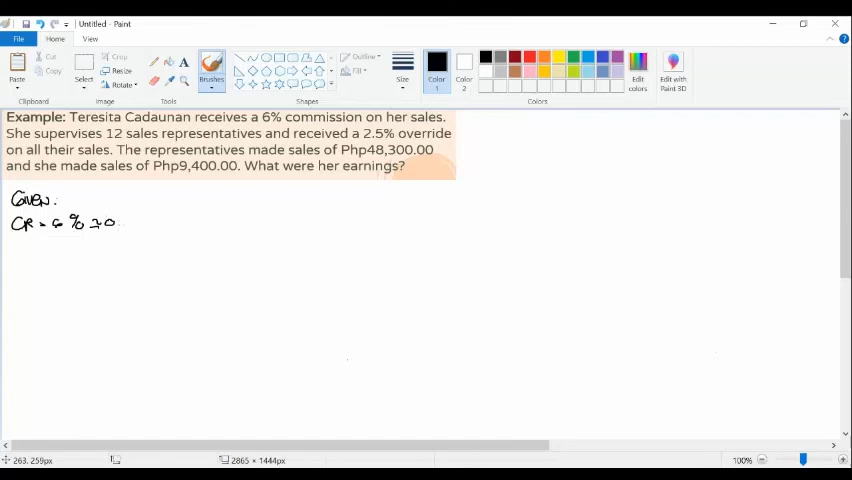 Untitled - Paint
File
Home
View
Paste
Cut
Copy
Clipboard
Select
Crop
Resize
Rotate
Image
Tools
Brushes
Outline
Fill
Shapes
Size
Color 1
Color 2
Edit colors
Colors
Edit with Paint 3D
Example: Teresita Cadaunan receives a 6% commission on her sales.
She supervises 12 sales representatives and received a 2.5% override
on all their sales. The representatives made sales of Php48,300.00
and she made sales of Php9,400.00. What were her earnings?
Given:
CR = 6 % ≈ 0
263, 259px
2865 × 1444px
100%